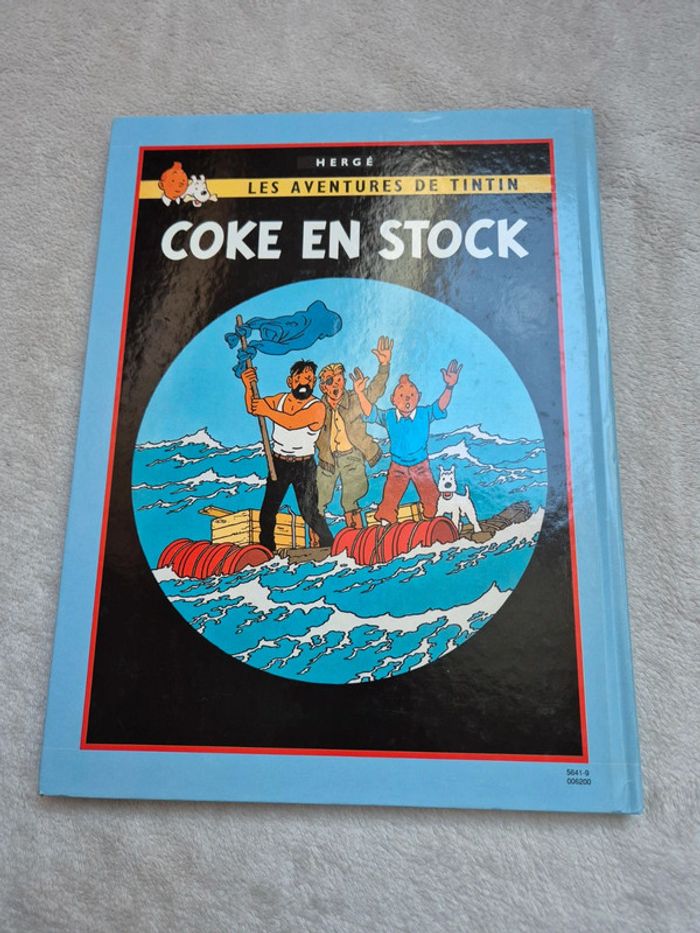 HERGÉ
LES AVENTURES DE TINTIN
COKE EN STOCK
5641-9
006200